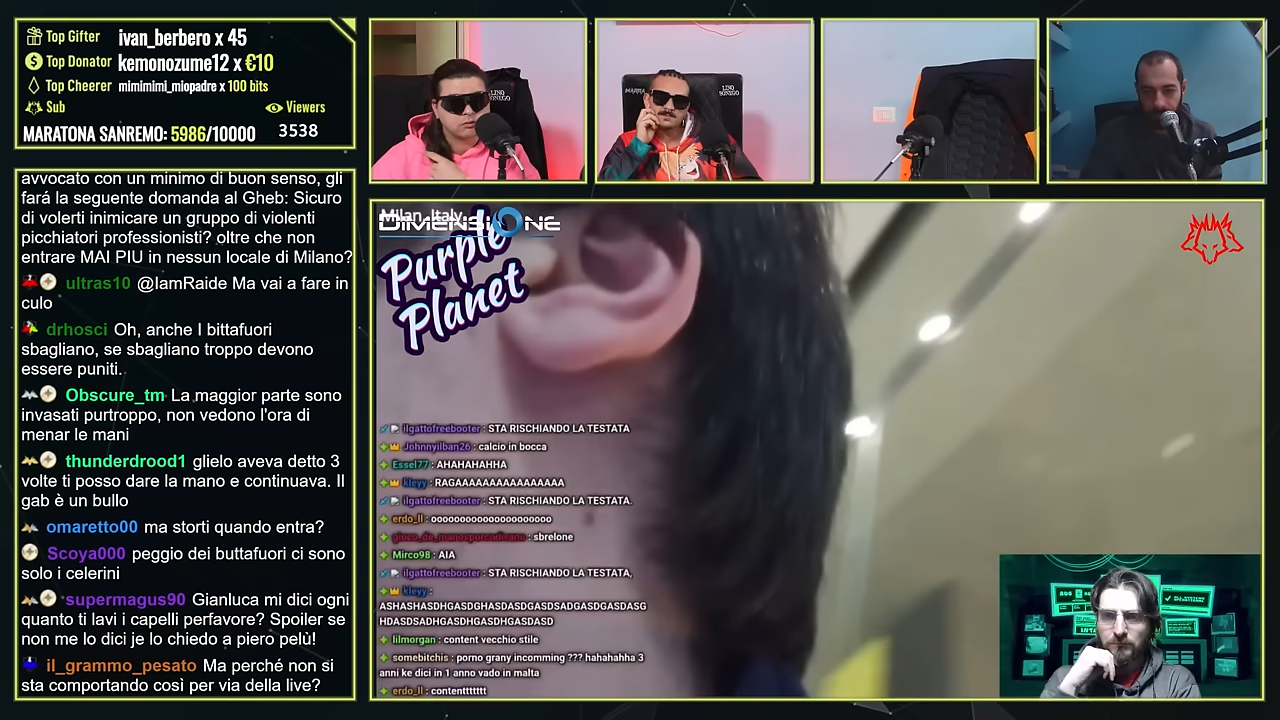 Top Gifter ivan_berbero x 45
Top Donator kemonozume12 x €10
Top Cheerer mimimimi_miopadre x 100 bits
Sub Viewers
MARATONA SANREMO: 5986/10000 3538
avvocato con un minimo di buon senso, gli
fará la seguente domanda al Gheb: Sicuro
di volerti inimicare un gruppo di violenti
picchiatori professionisti? oltre che non
entrare MAI PIU in nessun locale di Milano?
ultras10 @IamRaide Ma vai a fare in
culo
drhosci Oh, anche I bittafuori
sbagliano, se sbagliano troppo devono
essere puniti.
Obscure_tm La maggior parte sono
invasati purtroppo, non vedono l'ora di
menar le mani
thunderdrood1 glielo aveva detto 3
volte ti posso dare la mano e continuava. Il
gab è un bullo
omaretto00 ma storti quando entra?
Scoya000 peggio dei buttafuori ci sono
solo i celerini
supermagus90 Gianluca mi dici ogni
quanto ti lavi i capelli perfavore? Spoiler se
non me lo dici je lo chiedo a piero pelù!
il_grammo_pesato Ma perché non si
sta comportando così per via della live?
Milan, Italy
DIMENSIONE
Purple
Planet
ilgattofreebooter : STA RISCHIANDO LA TESTATA
Johnnyilban26 : calcio in bocca
Essel77 : AHAHAHAHHA
kleyy : RAGAAAAAAAAAAAAAAAAA
ilgattofreebooter : STA RISCHIANDO LA TESTATA.
erdo_ll : oooooooooooooooooooo
gioco_de_manosporcodivano : sbrelone
Mirco98 : AIA
ilgattofreebooter : STA RISCHIANDO LA TESTATA,
kleyy :
ASHASHASDHGASDGHASDASDGASDSADGASDGASDASG
HDASDSADHGASDHGASDHGASDASD
lilmorgan : content vecchio stile
somebitchis : porno grany incomming ??? hahahahha 3
anni ke dici in 1 anno vado in malta
erdo_ll : contenttttttt